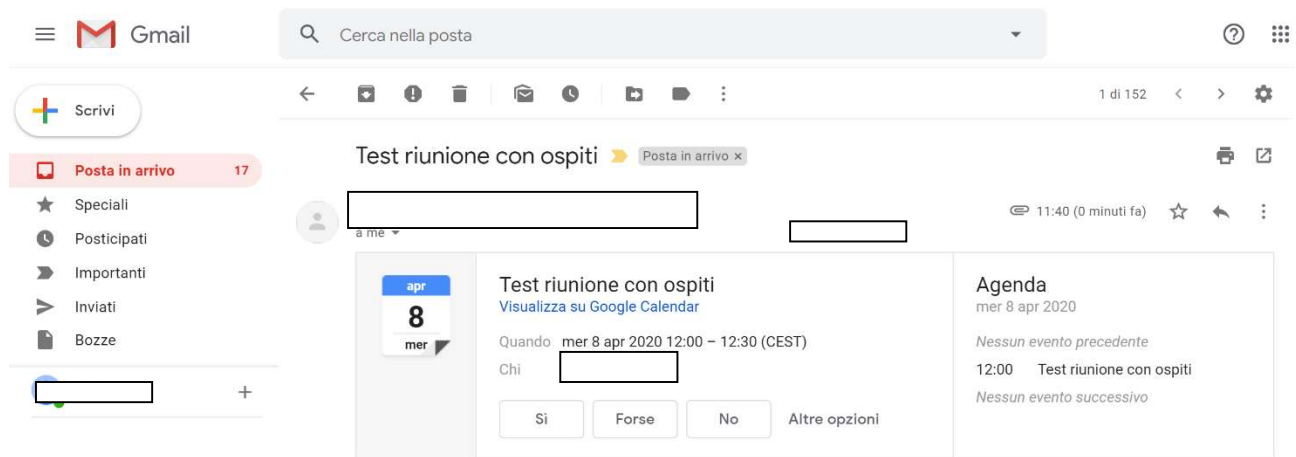 Gmail
Cerca nella posta
Scrivi
1 di 152
Posta in arrivo 17
Speciali
Posticipati
Importanti
Inviati
Bozze
Test riunione con ospiti Posta in arrivo x
11:40 (0 minuti fa)
a me
apr
8
mer
Test riunione con ospiti
Visualizza su Google Calendar
Quando mer 8 apr 2020 12:00 – 12:30 (CEST)
Chi
Sì Forse No Altre opzioni
Agenda
mer 8 apr 2020
Nessun evento precedente
12:00 Test riunione con ospiti
Nessun evento successivo